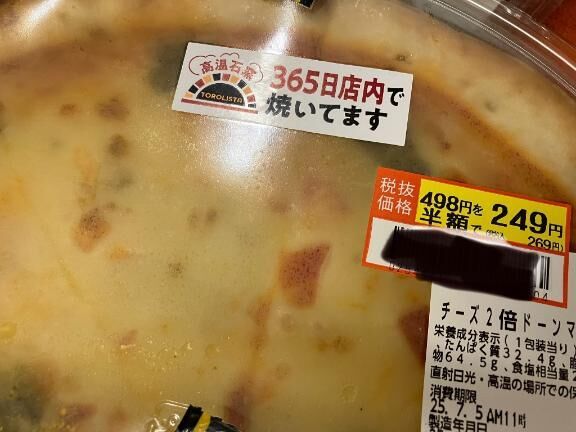 高温石窯
TOROLISTA
365日店内で
焼いてます
税抜
価格
498円を
半額で
249円
269円)
チーズ2倍ドーンマ
栄養成分表示(1包装当り)
、たんぱく質32.4g、
物64.5g、食塩相当量2
直射日光・高温の場所での保
消費期限
25.7.5AM11時
製造年月日